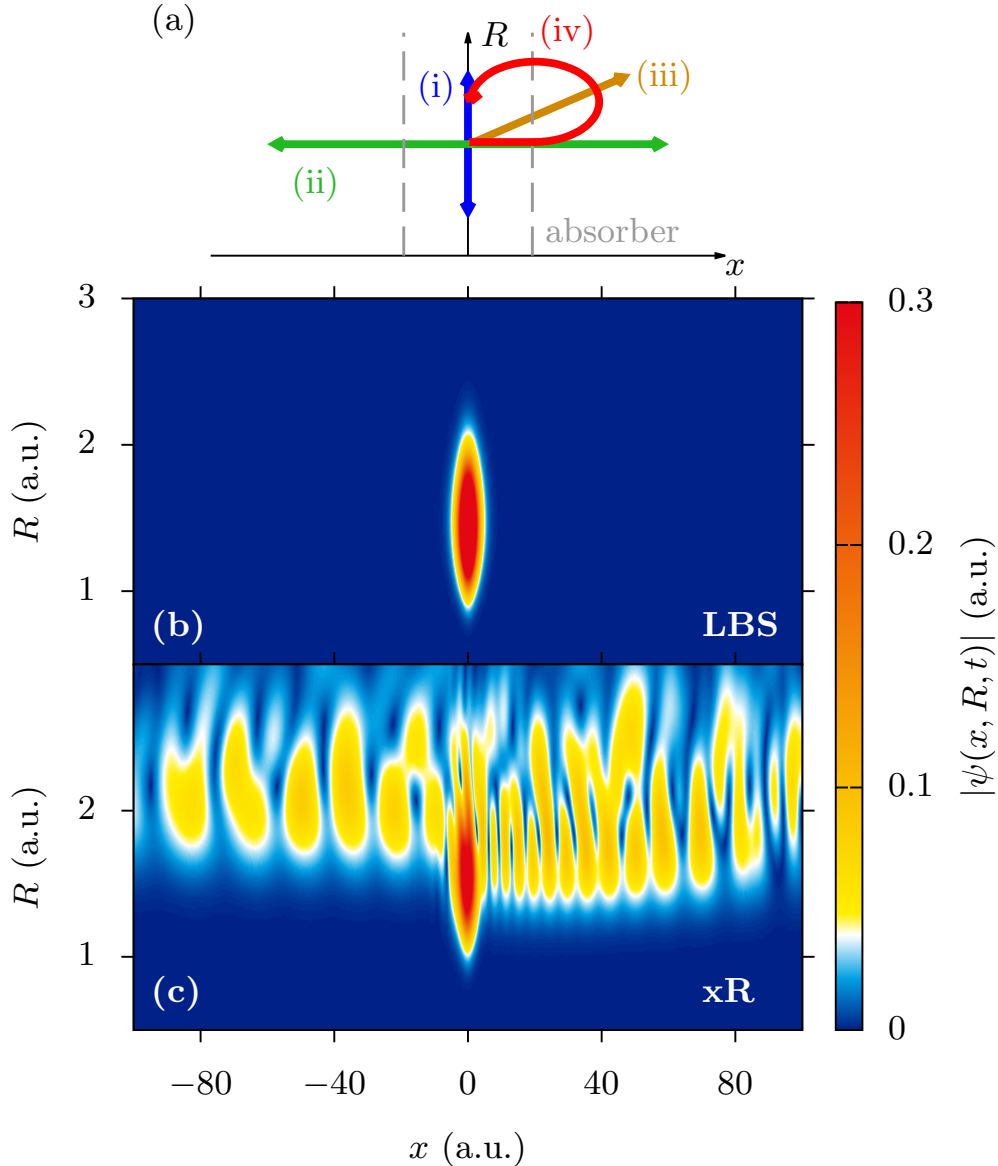 (a)
R
(iv)
(i)
(iii)
(ii)
absorber
x
3
2
1
R (a.u.)
(b)
LBS
2
1
R (a.u.)
(c)
xR
−80
−40
0
40
80
x (a.u.)
0.3
0.2
0.1
0
|ψ(x, R, t)| (a.u.)